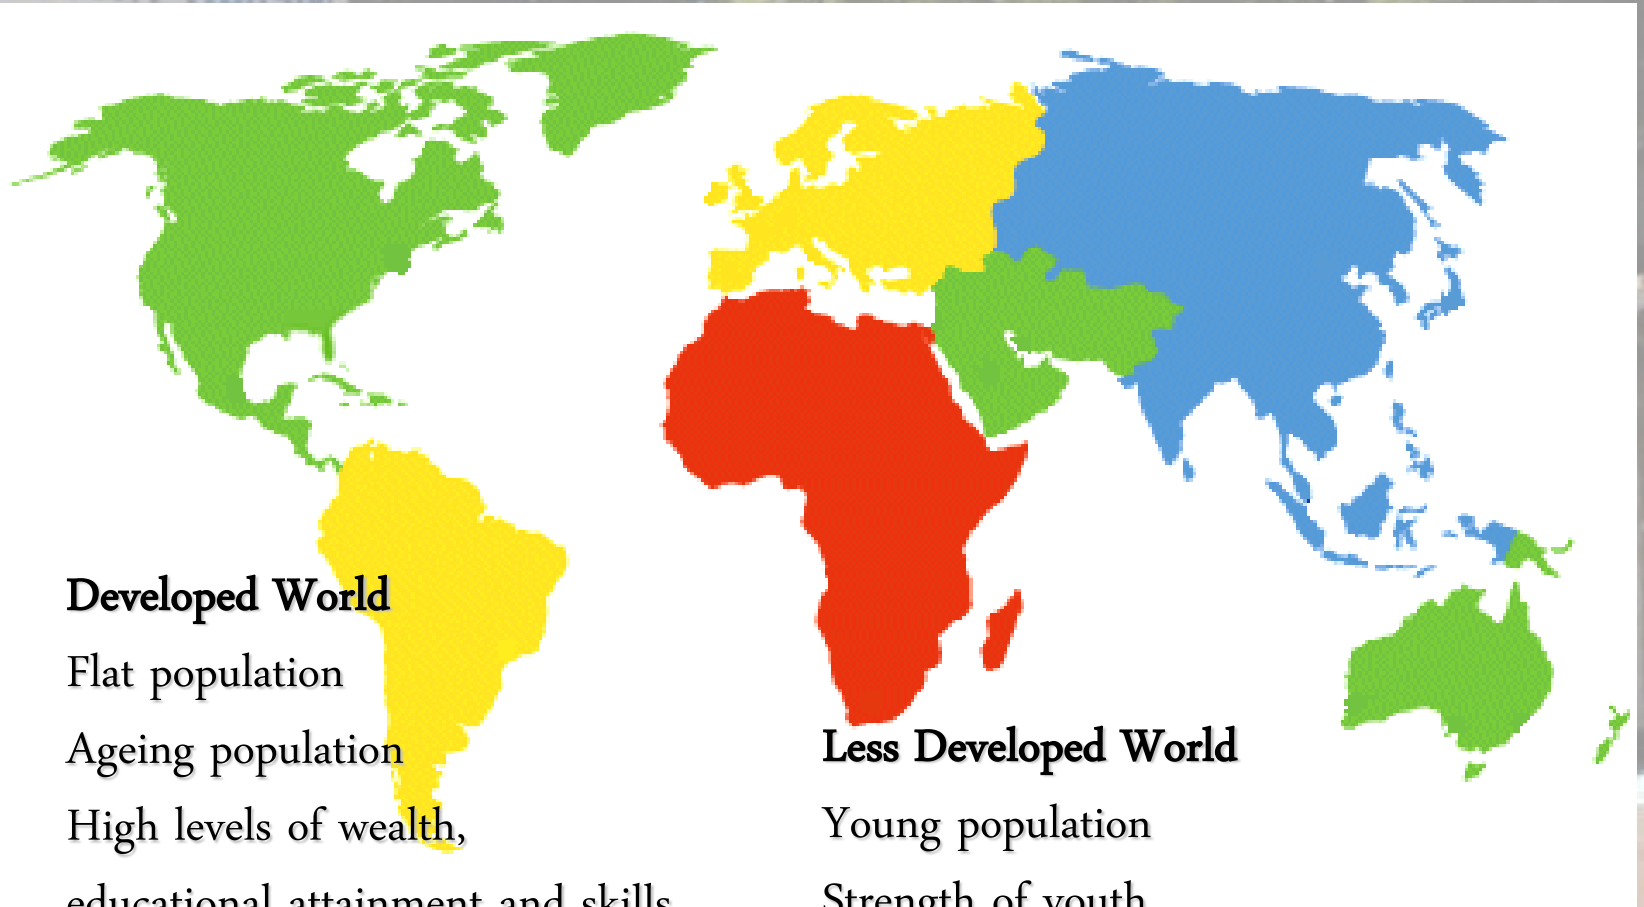 Developed World
Flat population
Ageing population
High levels of wealth,
educational attainment and skills
Less Developed World
Young population
Strength of youth